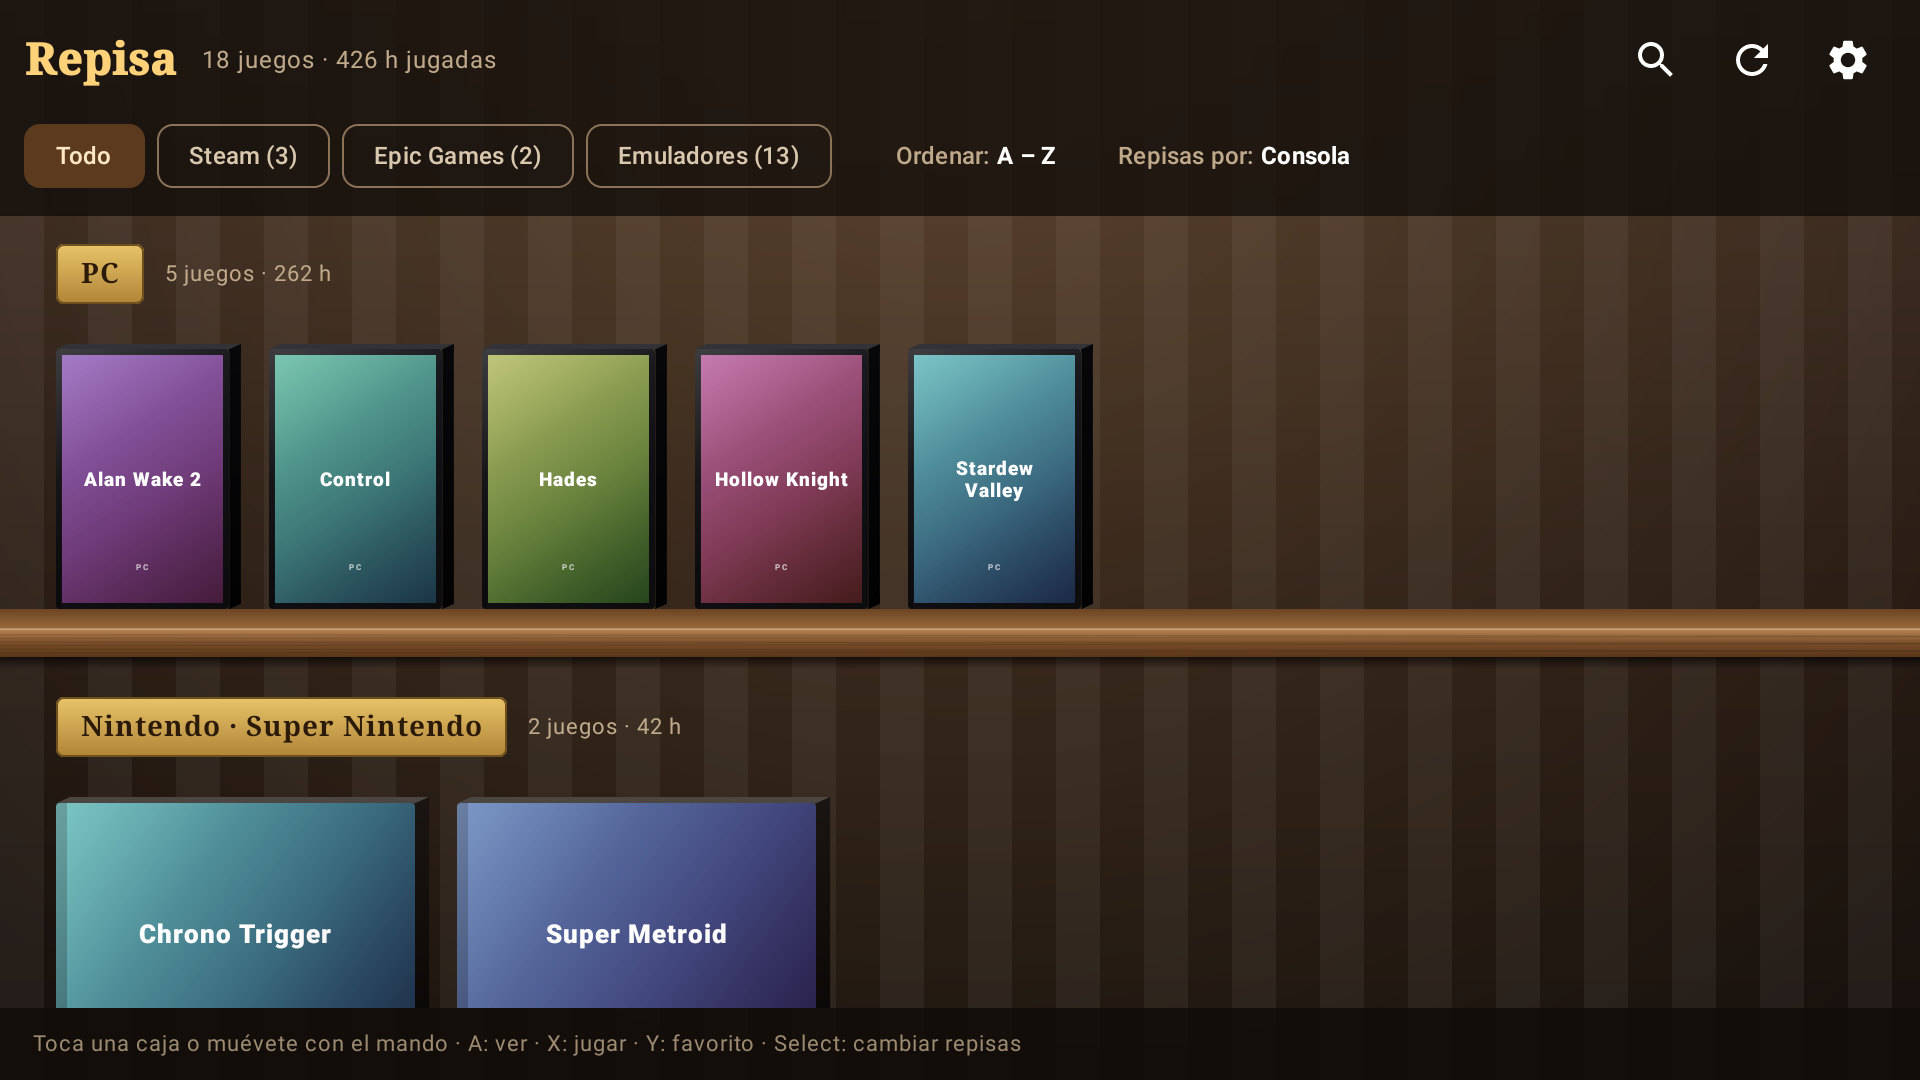 Repisa
18 juegos · 426 h jugadas
Todo
Steam (3)
Epic Games (2)
Emuladores (13)
Ordenar: A – Z
Repisas por: Consola
PC
5 juegos · 262 h
Alan Wake 2
PC
Control
PC
Hades
PC
Hollow Knight
PC
Stardew
Valley
PC
Nintendo · Super Nintendo
2 juegos · 42 h
Chrono Trigger
Super Metroid
Toca una caja o muévete con el mando · A: ver · X: jugar · Y: favorito · Select: cambiar repisas